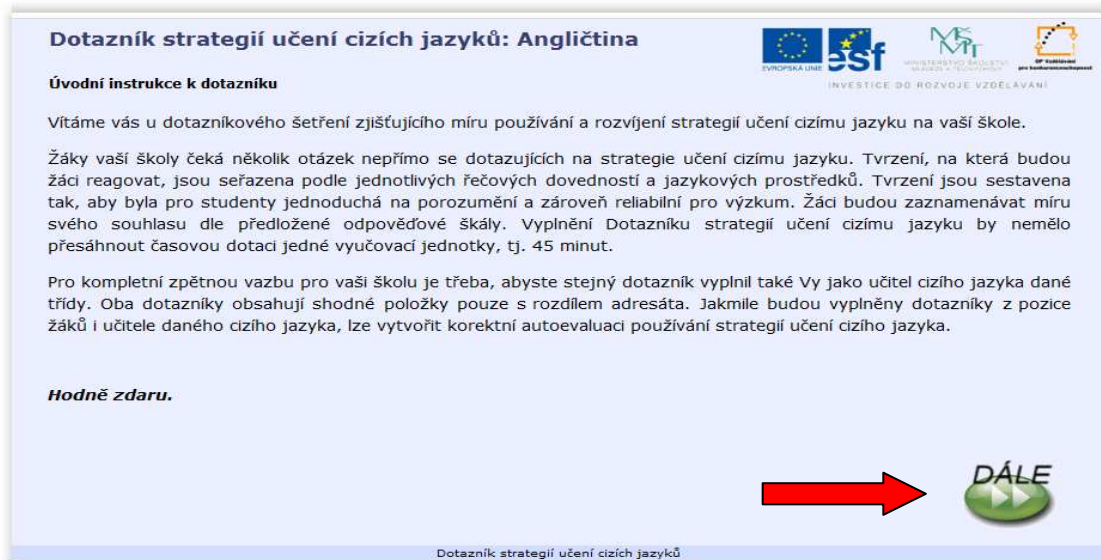 Dotazník strategií učení cizích jazyků: Angličtina
EVROPSKÁ UNIE
esf
MINISTERSTVO ŠKOLSTVÍ
OP Vzdělávání
pro konkurenceschopnost
INVESTICE DO ROZVOJE VZDĚLÁVÁNÍ
Úvodní instrukce k dotazníku
Vítáme vás u dotazníkového šetření zjišťujícího míru používání a rozvíjení strategií učení cizímu jazyku na vaší škole.
Žáky vaší školy čeká několik otázek nepřímo se dotazujících na strategie učení cizímu jazyku. Tvrzení, na která budou
žáci reagovat, jsou seřazena podle jednotlivých řečových dovedností a jazykových prostředků. Tvrzení jsou sestavena
tak, aby byla pro studenty jednoduchá na porozumění a zároveň reliabilní pro výzkum. Žáci budou zaznamenávat míru
svého souhlasu dle předložené odpověďové škály. Vyplnění Dotazníku strategií učení cizímu jazyku by nemělo
přesáhnout časovou dotaci jedné vyučovací jednotky, tj. 45 minut.
Pro kompletní zpětnou vazbu pro vaši školu je třeba, abyste stejný dotazník vyplnil také Vy jako učitel cizího jazyka dané
třídy. Oba dotazníky obsahují shodné položky pouze s rozdílem adresáta. Jakmile budou vyplněny dotazníky z pozice
žáků i učitele daného cizího jazyka, lze vytvořit korektní autoevaluaci používání strategií učení cizího jazyka.
Hodně zdaru.
DÁLE
Dotazník strategií učení cizích jazyků